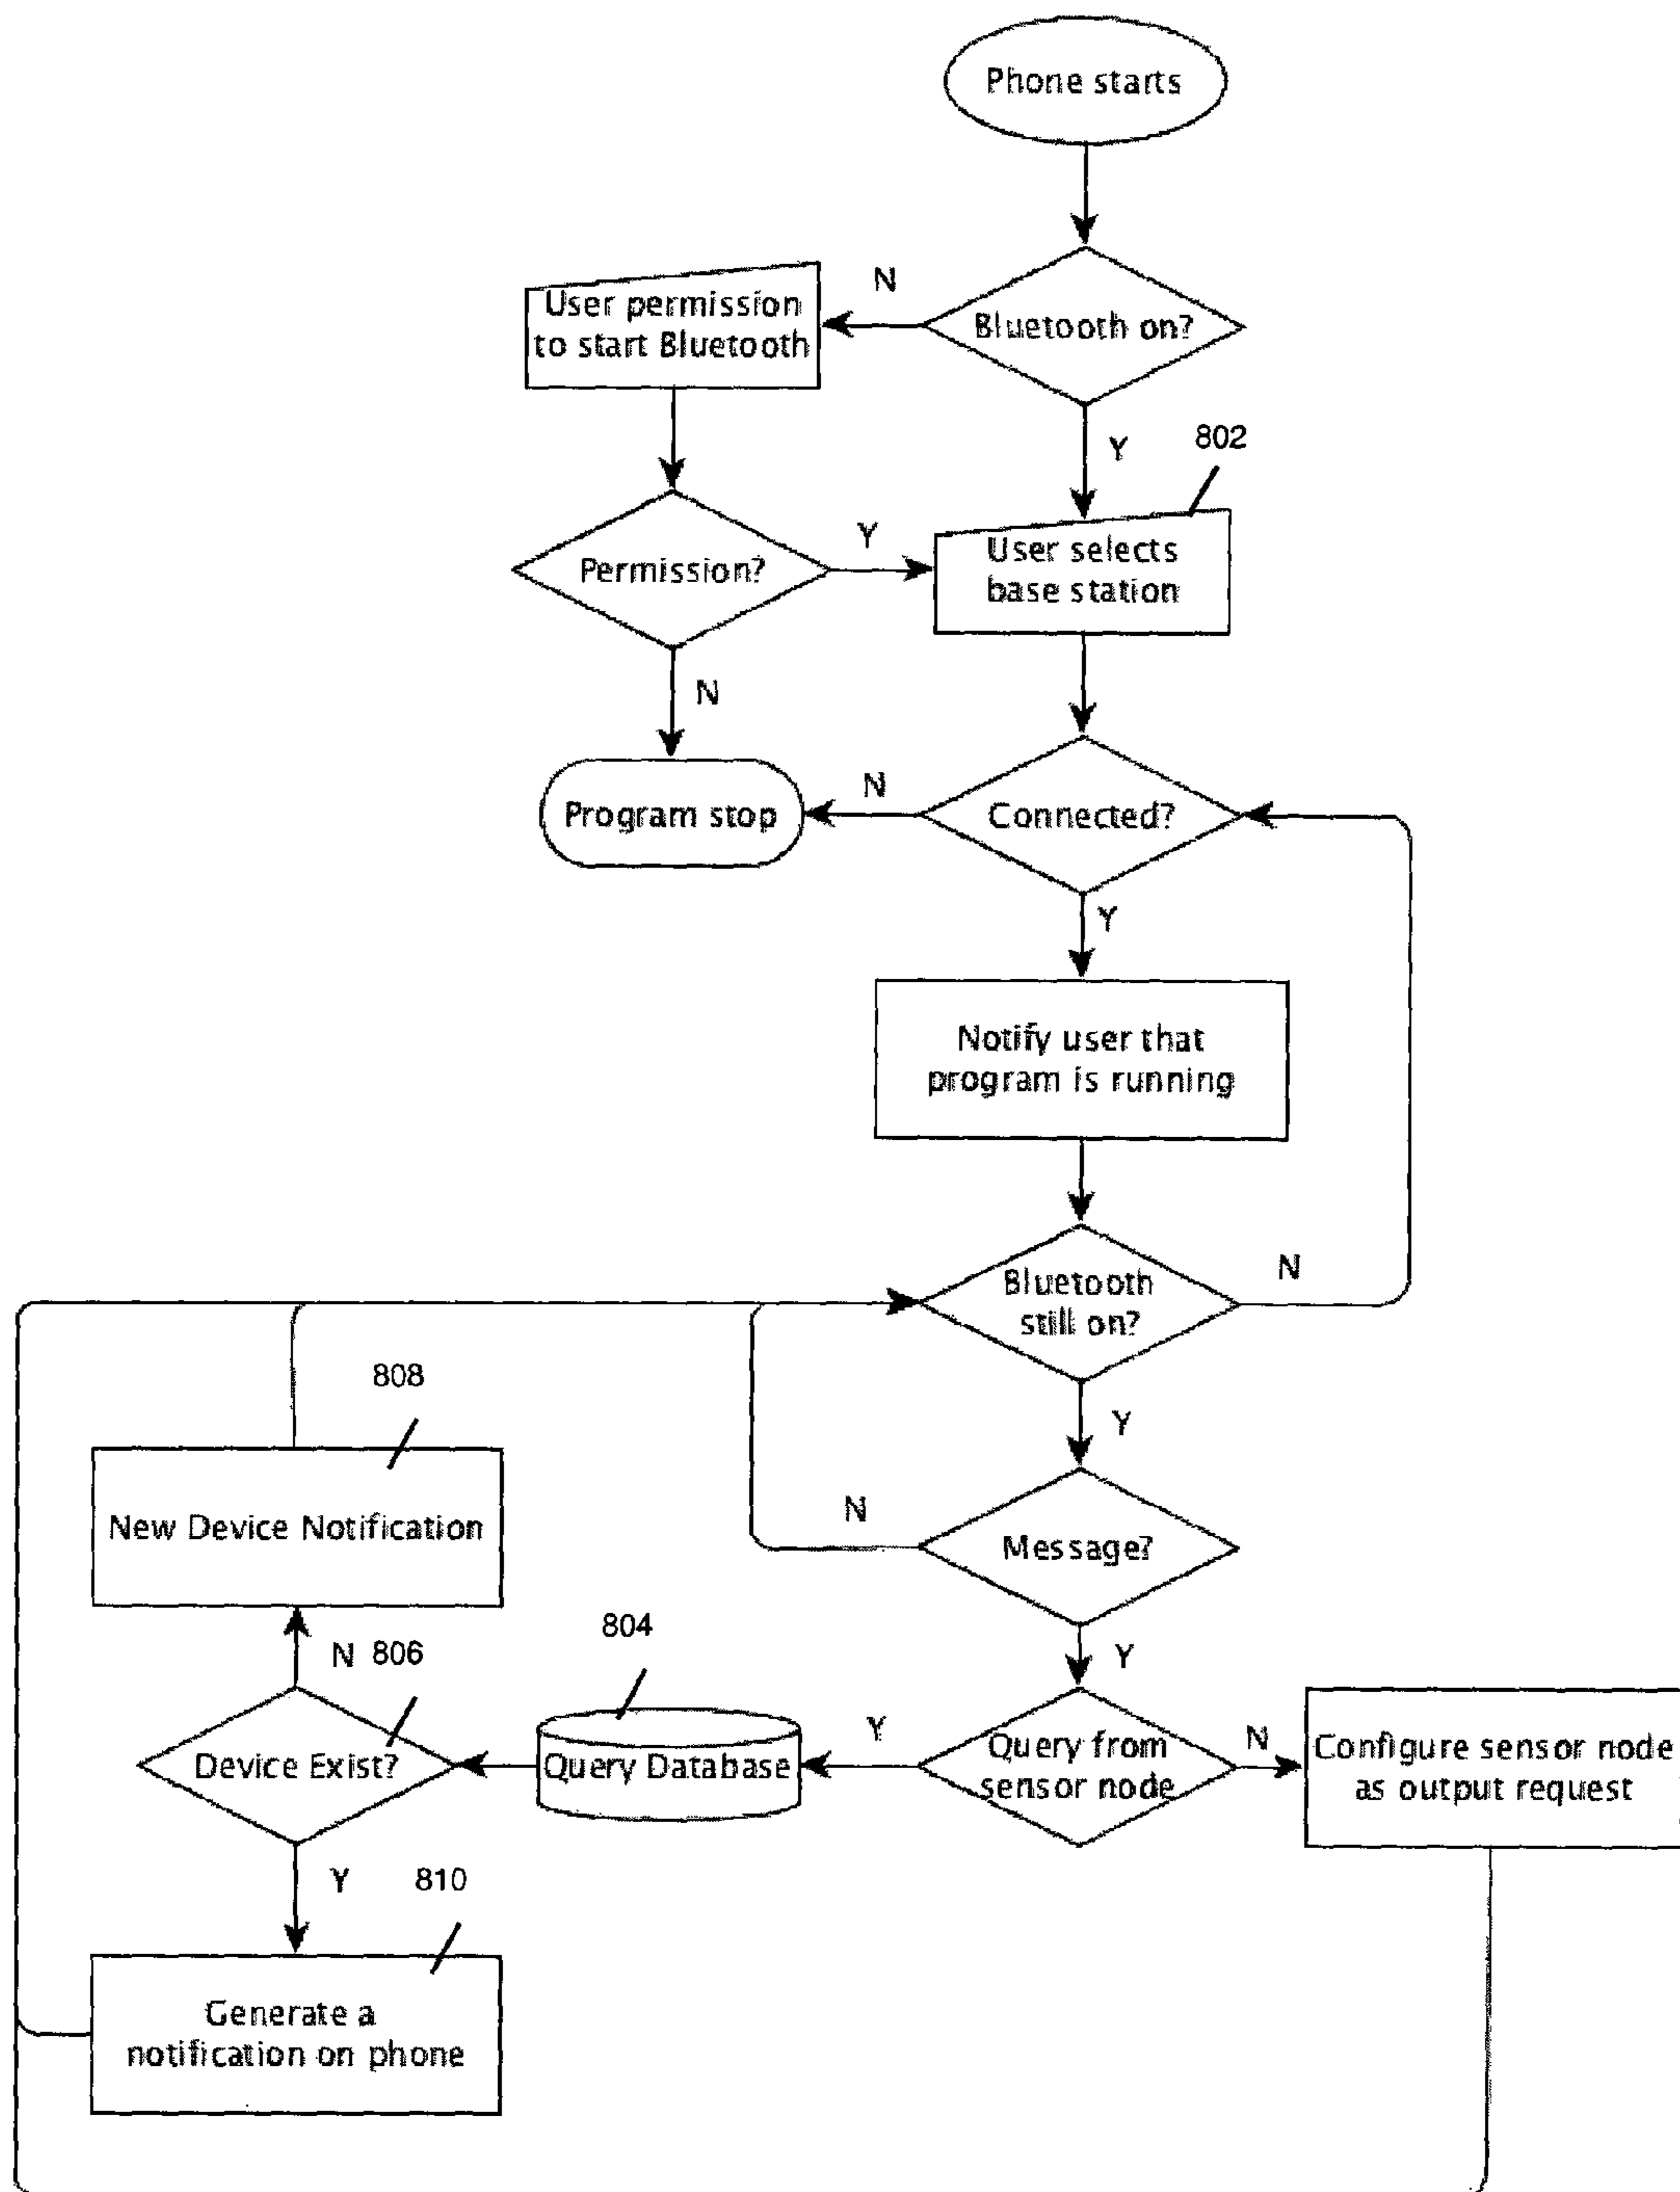 Phone starts
N
User permission
to start Bluetooth
Bluetooth on?
Y
802
Permission?
Y
User selects
base station
N
Program stop
N
Connected?
Y
Notify user that
program is running
Bluetooth
still on?
N
808
Y
New Device Notification
N
Message?
804
N 806
Y
Device Exist?
Query Database
Y
Query from
sensor node
N
Configure sensor node
as output request
Y
810
Generate a
notification on phone